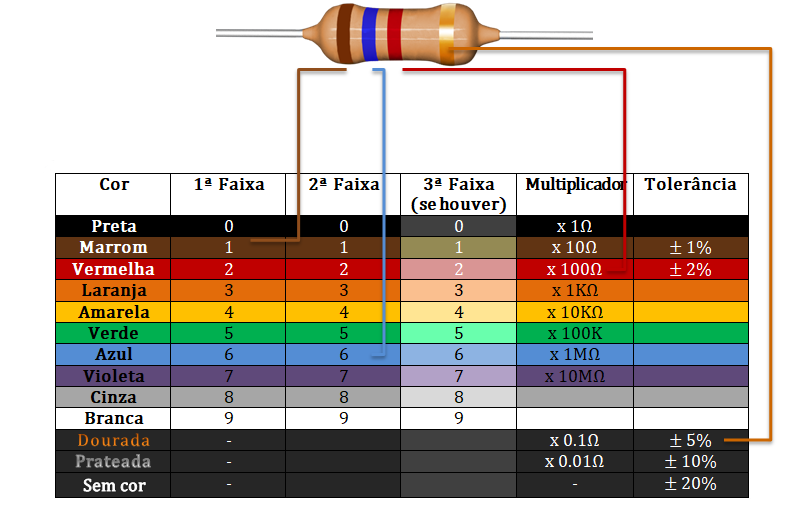 Cor 1ª Faixa 2ª Faixa 3ª Faixa (se houver) Multiplicador Tolerância
Preta 0 0 0 x 1Ω
Marrom 1 1 1 x 10Ω ± 1%
Vermelha 2 2 2 x 100Ω ± 2%
Laranja 3 3 3 x 1KΩ
Amarela 4 4 4 x 10KΩ
Verde 5 5 5 x 100K
Azul 6 6 6 x 1MΩ
Violeta 7 7 7 x 10MΩ
Cinza 8 8 8
Branca 9 9 9
Dourada - x 0.1Ω ± 5%
Prateada - x 0.01Ω ± 10%
Sem cor - - ± 20%